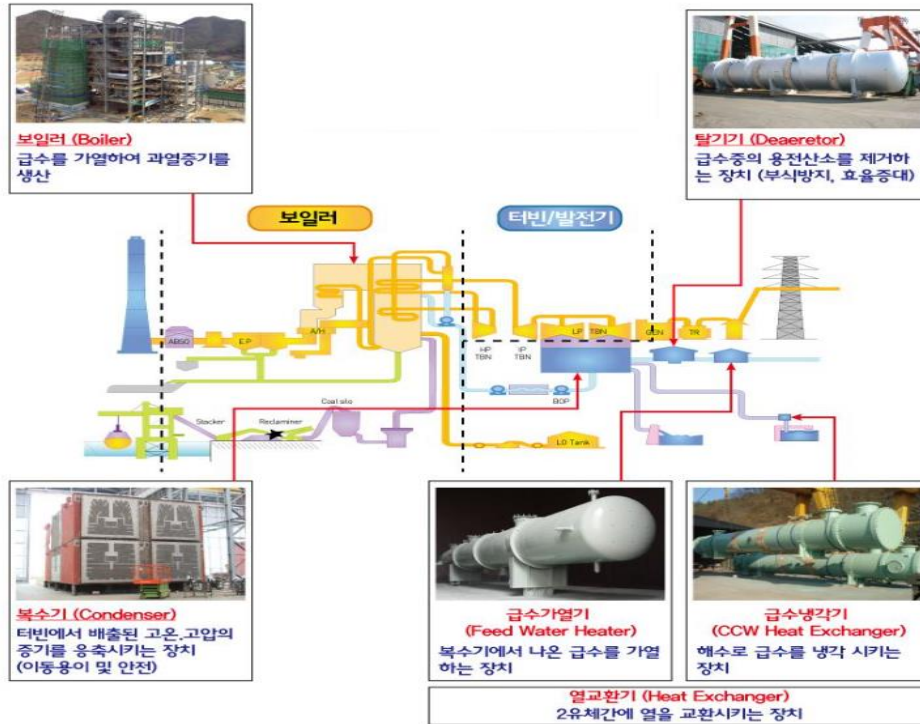 보일러 (Boiler)
급수를 가열하여 과열증기를
생산
탈기기 (Deaeretor)
급수중의 용전산소를 제거하
는 장치 (부식방지, 효율증대)
보일러
터빈/발전기
ABSO
E.P
A/H
HP
TBN
IP
TBN
LP TBN
GEN
TR
BOP
Coal silo
Stacker
Reclaminer
LO Tank
복수기 (Condenser)
터빈에서 배출된 고온.고압의
증기를 응축시키는 장치
(이동용이 및 안전)
급수가열기
(Feed Water Heater)
복수기에서 나온 급수를 가열
하는 장치
급수냉각기
(CCW Heat Exchanger)
해수로 급수를 냉각 시키는
장치
열교환기 (Heat Exchanger)
2유체간에 열을 교환시키는 장치